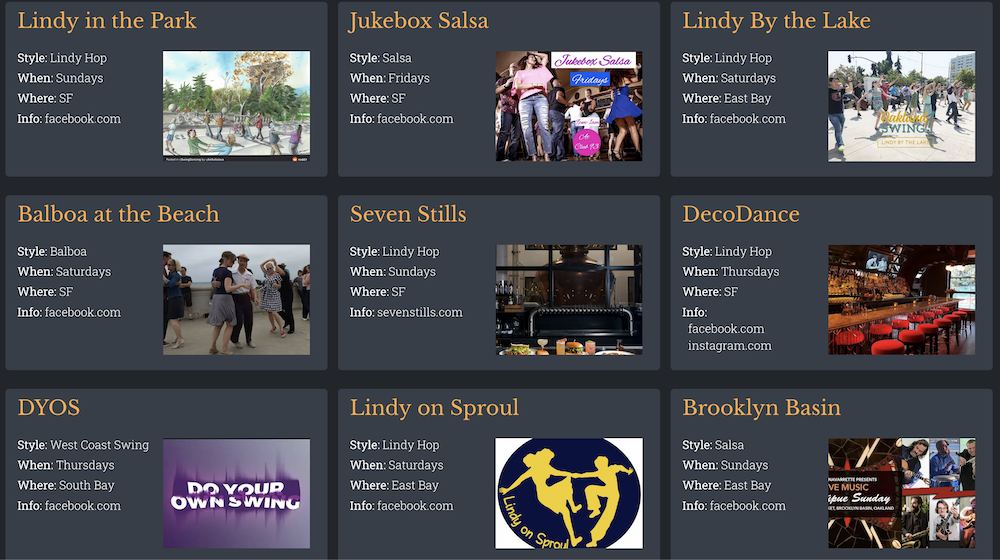 Lindy in the Park
Style: Lindy Hop
When: Sundays
Where: SF
Info: facebook.com
Jukebox Salsa
Style: Salsa
When: Fridays
Where: SF
Info: facebook.com
Jukebox Salsa
Fridays
At
Club 93
Lindy By the Lake
Style: Lindy Hop
When: Saturdays
Where: East Bay
Info: facebook.com
Oakland
SWING
LINDY BY THE LAKE
Balboa at the Beach
Style: Balboa
When: Saturdays
Where: SF
Info: facebook.com
Seven Stills
Style: Lindy Hop
When: Sundays
Where: SF
Info: sevenstills.com
DecoDance
Style: Lindy Hop
When: Thursdays
Where: SF
Info:
facebook.com
instagram.com
DYOS
Style: West Coast Swing
When: Thursdays
Where: South Bay
Info: facebook.com
DO YOUR
OWN SWING
Lindy on Sproul
Style: Lindy Hop
When: Saturdays
Where: East Bay
Info: facebook.com
Lindy on Sproul
Brooklyn Basin
Style: Salsa
When: Sundays
Where: East Bay
Info: facebook.com
NAVARRETTE PRESENTS
VE MUSIC
ipue Sunday
ET, BROOKLYN BASIN, OAKLAND